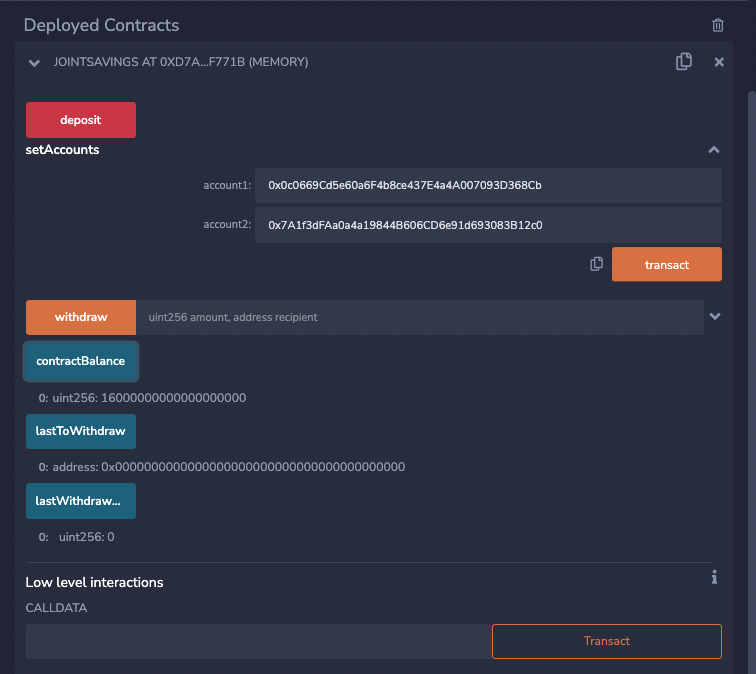 Deployed Contracts
JOINTSAVINGS AT 0XD7A...F771B (MEMORY)
deposit
setAccounts
account1: 0x0c0669Cd5e60a6F4b8ce437E4a4A007093D368Cb
account2: 0x7A1f3dFAa0a4a19844B606CD6e91d693083B12c0
transact
withdraw uint256 amount, address recipient
contractBalance
0: uint256: 16000000000000000000
lastToWithdraw
0: address: 0x0000000000000000000000000000000000000000
lastWithdraw...
0: uint256: 0
Low level interactions
CALLDATA
Transact